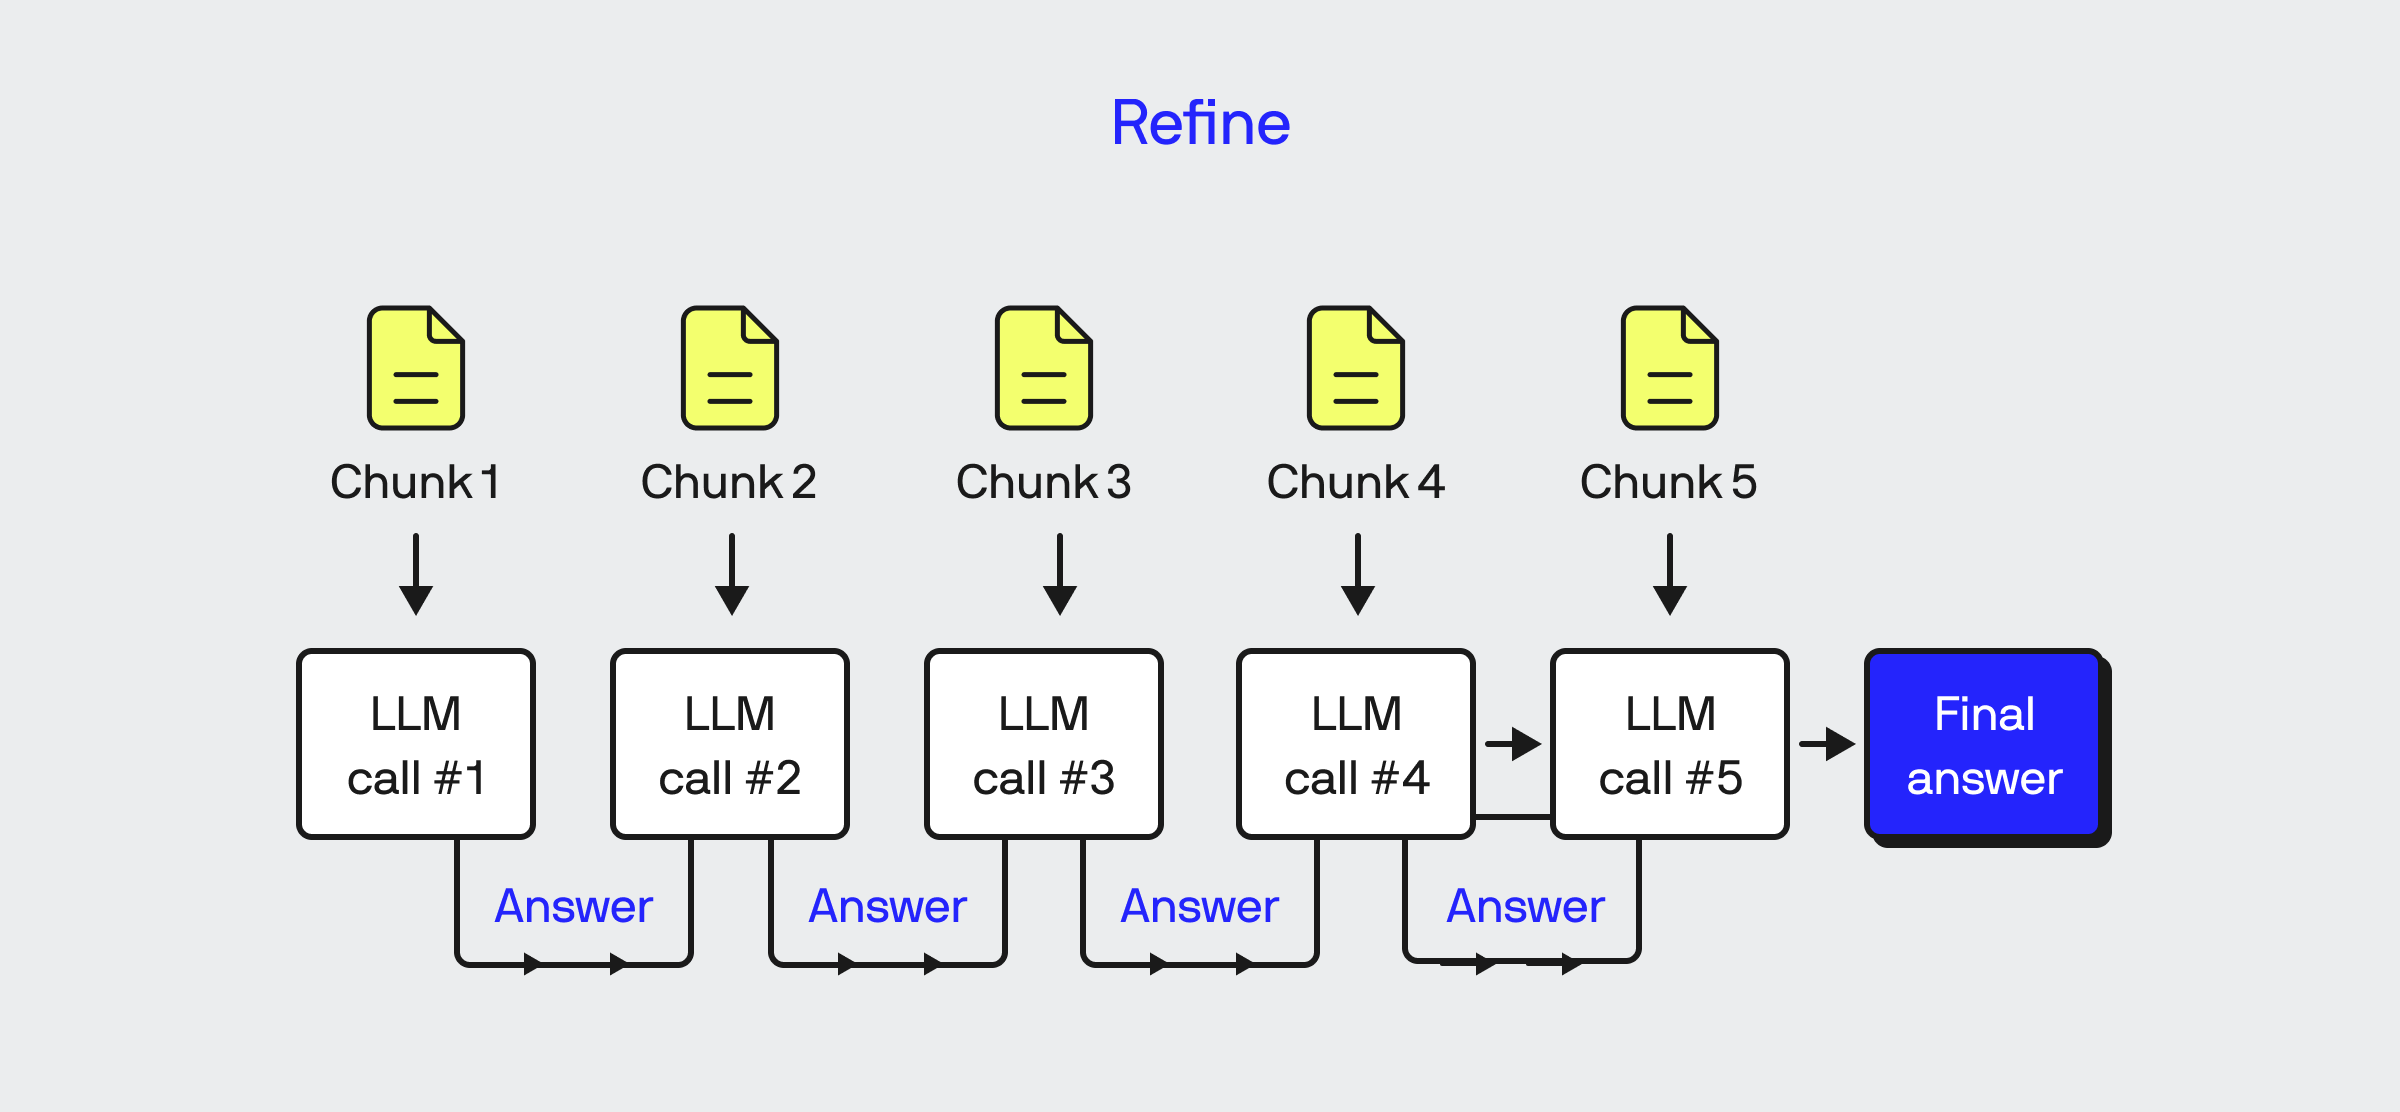 Refine
Chunk 1
Chunk 2
Chunk 3
Chunk 4
Chunk 5
LLM
call #1
LLM
call #2
LLM
call #3
LLM
call #4
LLM
call #5
Final
answer
Answer
Answer
Answer
Answer